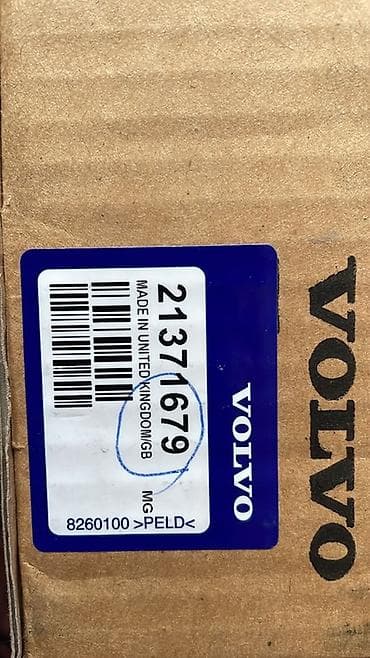 VOLVO
VOLVO
21371679
MADE IN UNITED KINGDOM/GB MG
8260100 >PELD<